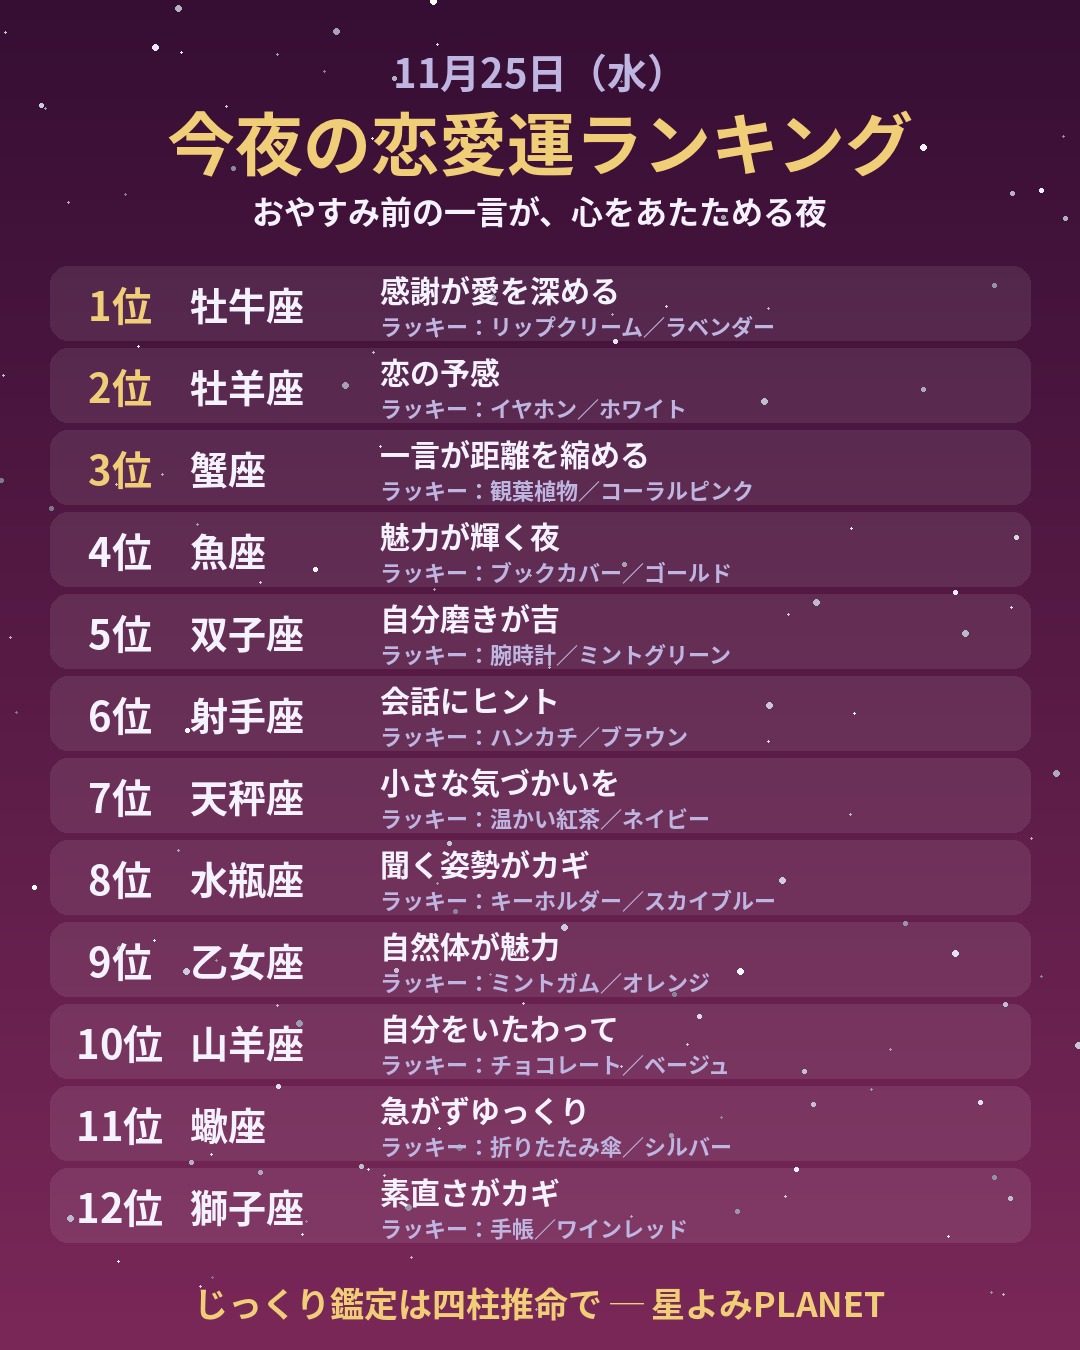 11月25日（水）
今夜の恋愛運ランキング
おやすみ前の一言が、心をあたためる夜
1位 牡牛座 感謝が愛を深める
ラッキー：リップクリーム／ラベンダー
2位 牡羊座 恋の予感
ラッキー：イヤホン／ホワイト
3位 蟹座 一言が距離を縮める
ラッキー：観葉植物／コーラルピンク
4位 魚座 魅力が輝く夜
ラッキー：ブックカバー／ゴールド
5位 双子座 自分磨きが吉
ラッキー：腕時計／ミントグリーン
6位 射手座 会話にヒント
ラッキー：ハンカチ／ブラウン
7位 天秤座 小さな気づかいを
ラッキー：温かい紅茶／ネイビー
8位 水瓶座 聞く姿勢がカギ
ラッキー：キーホルダー／スカイブルー
9位 乙女座 自然体が魅力
ラッキー：ミントガム／オレンジ
10位 山羊座 自分をいたわって
ラッキー：チョコレート／ベージュ
11位 蠍座 急がずゆっくり
ラッキー：折りたたみ傘／シルバー
12位 獅子座 素直さがカギ
ラッキー：手帳／ワインレッド
じっくり鑑定は四柱推命で ― 星よみPLANET